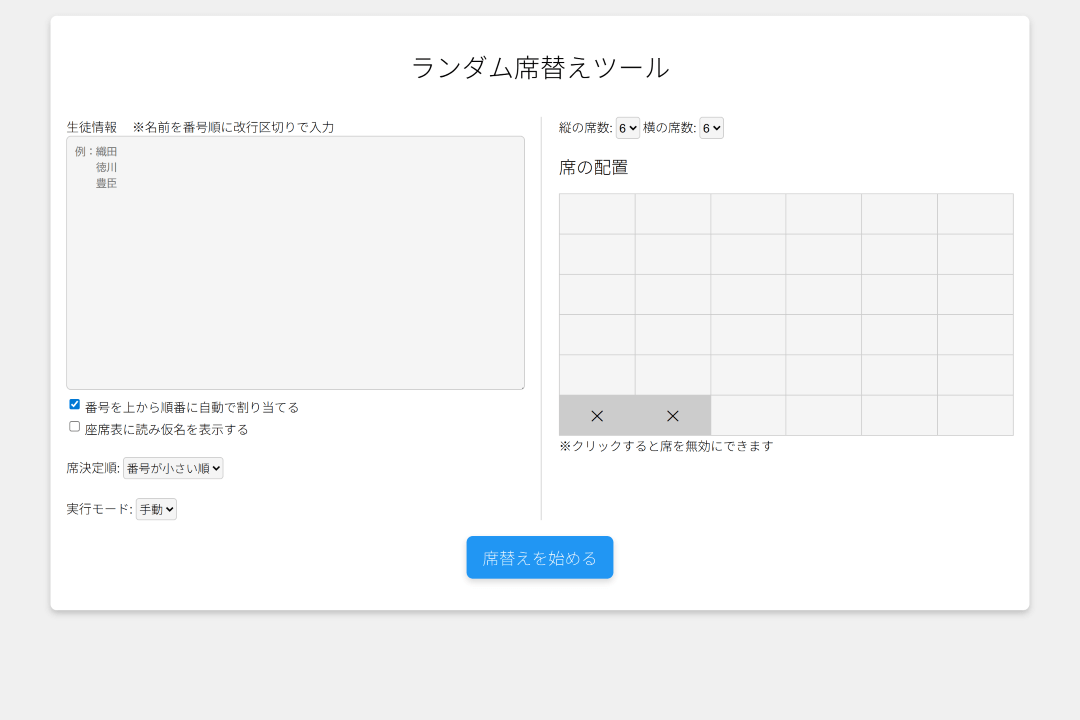 ランダム席替えツール
生徒情報 ※名前を番号順に改行区切りで入力
例：織田
徳川
豊臣
番号を上から順番に自動で割り当てる
座席表に読み仮名を表示する
席決定順: 番号が小さい順
実行モード: 手動
縦の席数: 6 横の席数: 6
席の配置
× ×
※クリックすると席を無効にできます
席替えを始める